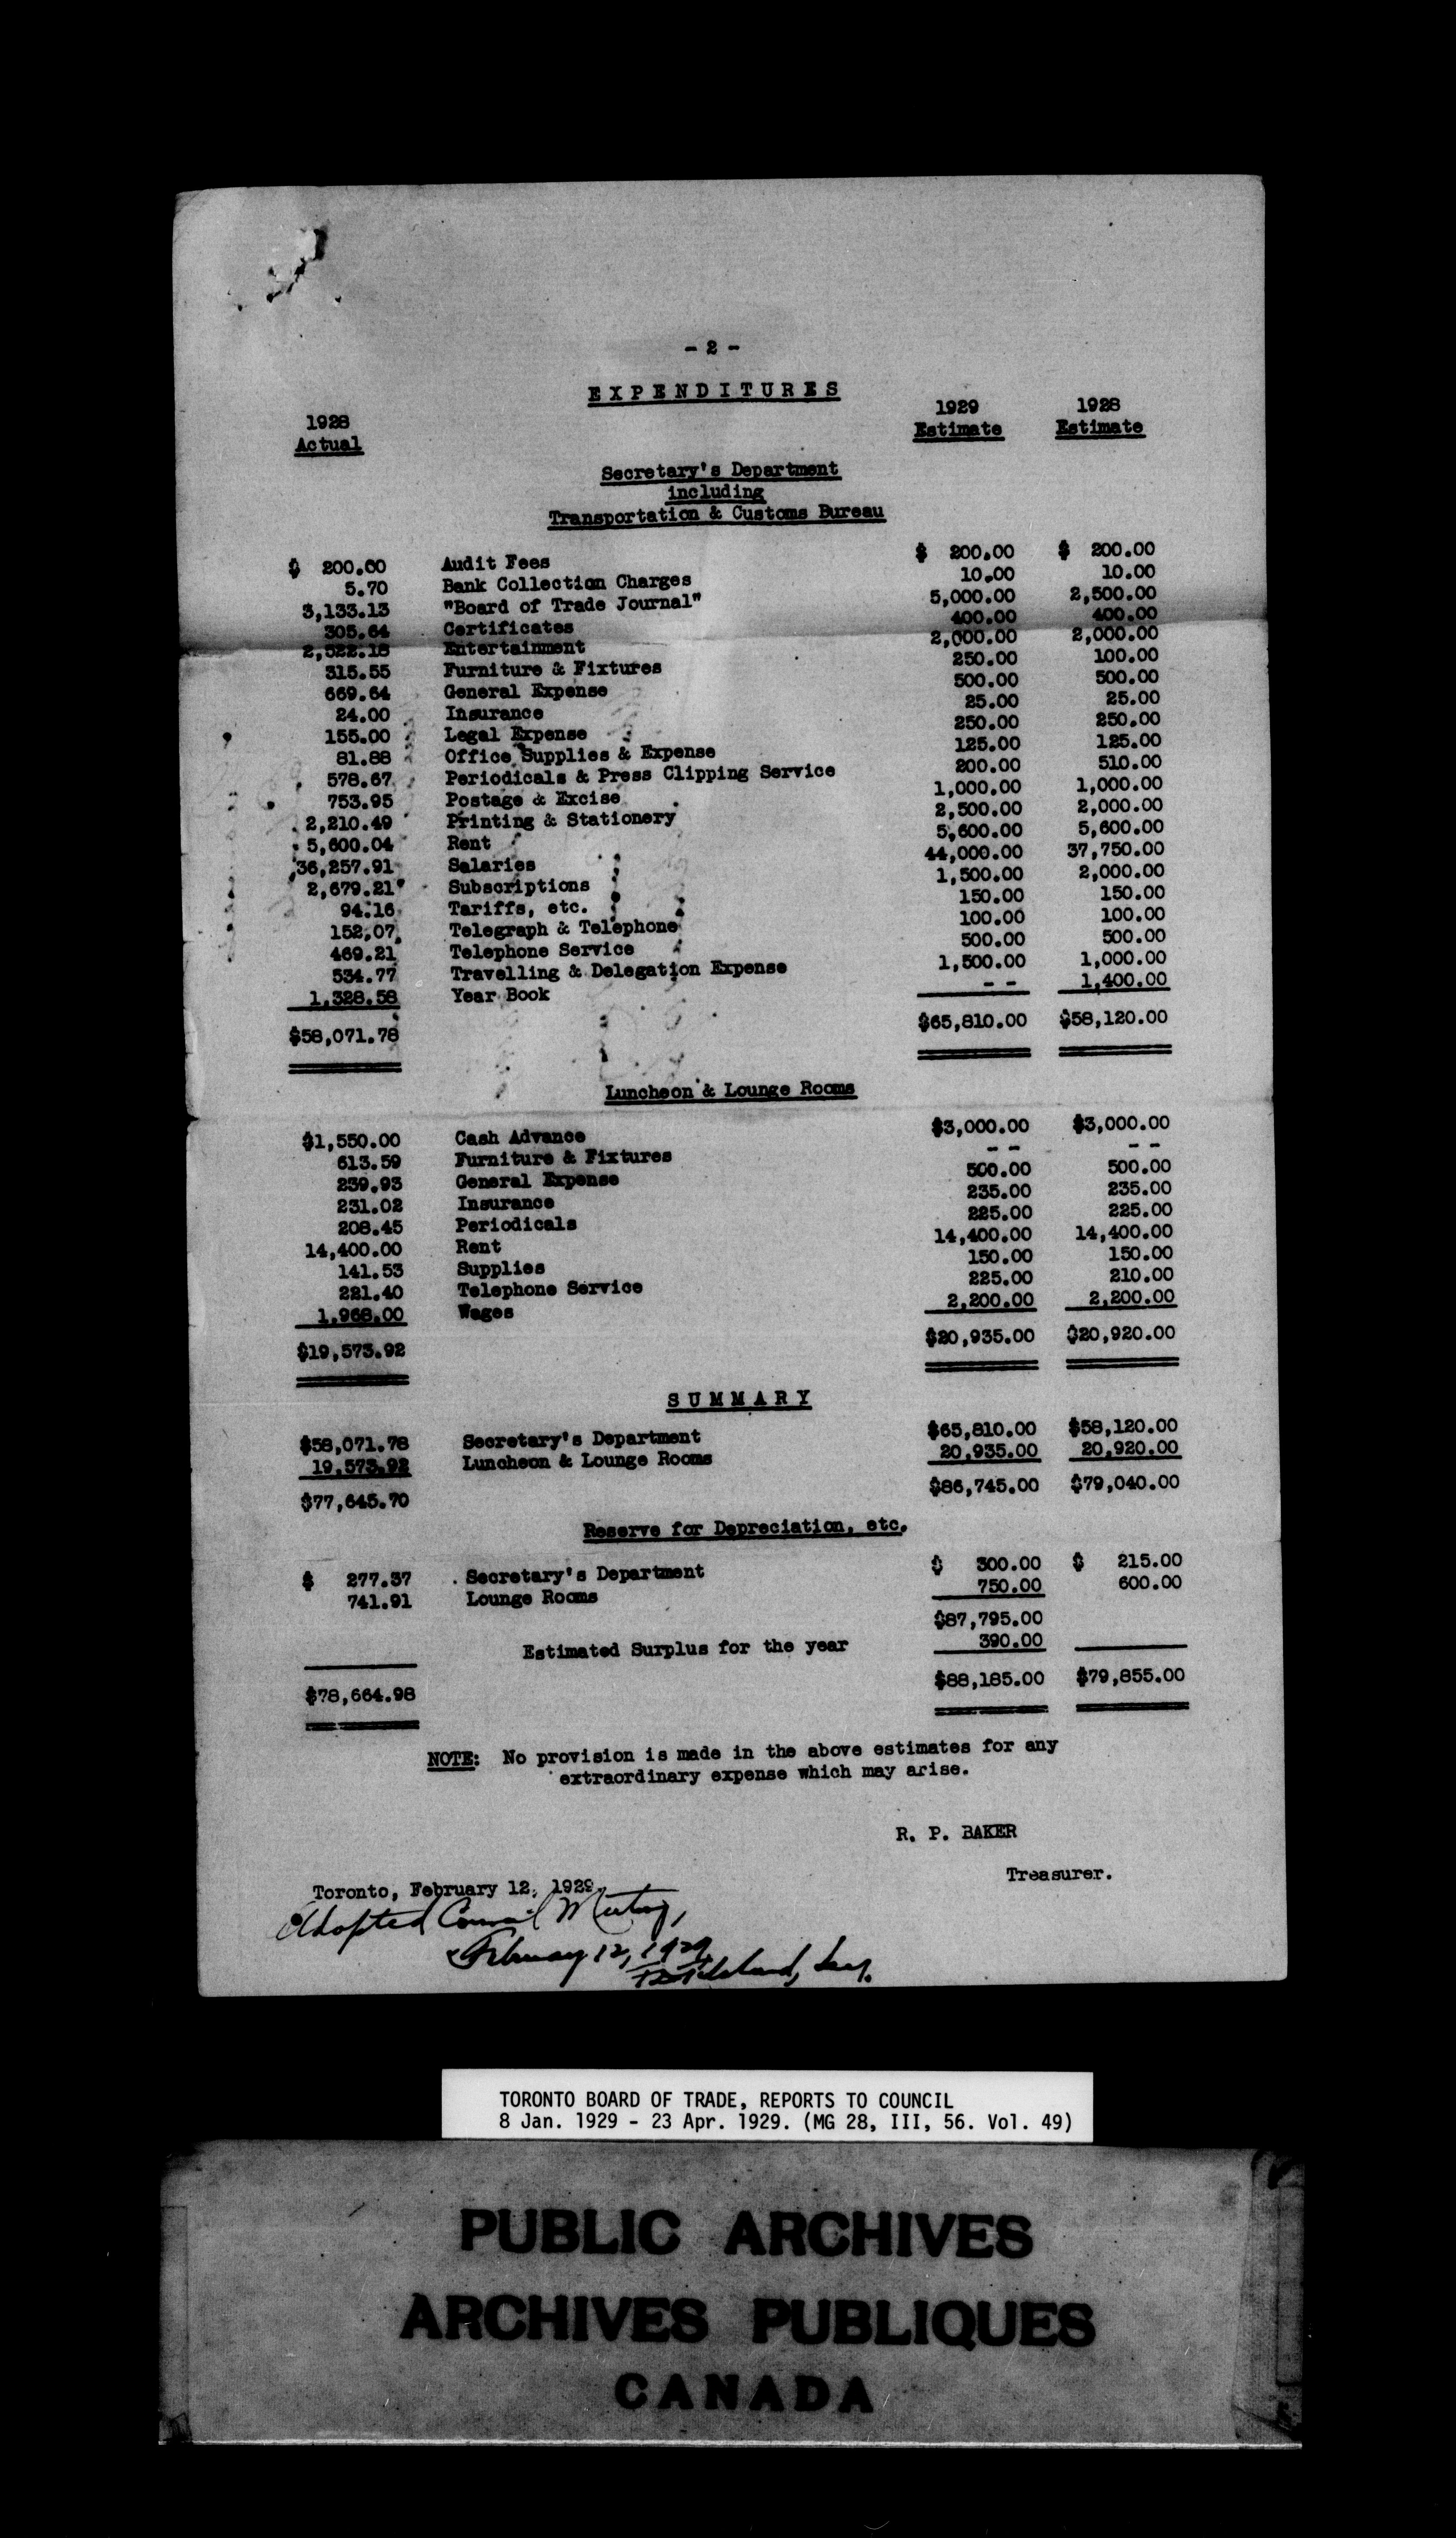 - 2 -
EXPENDITURES
1928 1929 1928
Actual Estimate Estimate
Secretary's Department
including
Transportation & Customs Bureau
$ 200.00 Audit Fees $ 200.00 $ 200.00
5.70 Bank Collection Charges 10.00 10.00
3,133.13 "Board of Trade Journal" 5,000.00 2,500.00
305.64 Certificates 400.00 400.00
2,522.18 Entertainment 2,000.00 2,000.00
315.55 Furniture & Fixtures 250.00 100.00
669.64 General Expense 500.00 500.00
24.00 Insurance 25.00 25.00
155.00 Legal Expense 250.00 250.00
81.88 Office Supplies & Expense 125.00 125.00
578.67 Periodicals & Press Clipping Service 200.00 510.00
753.95 Postage & Excise 1,000.00 1,000.00
2,210.49 Printing & Stationery 2,500.00 2,000.00
5,600.04 Rent 5,600.00 5,600.00
36,257.91 Salaries 44,000.00 37,750.00
2,679.21 Subscriptions 1,500.00 2,000.00
94.16 Tariffs, etc. 150.00 150.00
152.07 Telegraph & Telephone 100.00 100.00
469.21 Telephone Service 500.00 500.00
534.77 Travelling & Delegation Expense 1,500.00 1,000.00
1,328.58 Year Book - - 1,400.00
$58,071.78 $65,810.00 $58,120.00
Luncheon & Lounge Rooms
$1,550.00 Cash Advance $3,000.00 $3,000.00
613.59 Furniture & Fixtures - - - -
239.93 General Expense 500.00 500.00
231.02 Insurance 235.00 235.00
208.45 Periodicals 225.00 225.00
14,400.00 Rent 14,400.00 14,400.00
141.53 Supplies 150.00 150.00
221.40 Telephone Service 225.00 210.00
1,968.00 Wages 2,200.00 2,200.00
$19,573.92 $20,935.00 $20,920.00
SUMMARY
$58,071.78 Secretary's Department $65,810.00 $58,120.00
19,573.92 Luncheon & Lounge Rooms 20,935.00 20,920.00
$77,645.70 $86,745.00 $79,040.00
Reserve for Depreciation, etc.
$ 277.37 Secretary's Department $ 300.00 $ 215.00
741.91 Lounge Rooms 750.00 600.00
$87,795.00
Estimated Surplus for the year 390.00
$78,664.98 $88,185.00 $79,855.00
NOTE: No provision is made in the above estimates for any
extraordinary expense which may arise.
R. P. BAKER
Treasurer.
Toronto, February 12, 1929.
Adopted Council Meeting,
February 12, 1929.
Secy.
TORONTO BOARD OF TRADE, REPORTS TO COUNCIL
8 Jan. 1929 - 23 Apr. 1929. (MG 28, III, 56. Vol. 49)
PUBLIC ARCHIVES
ARCHIVES PUBLIQUES
CANADA